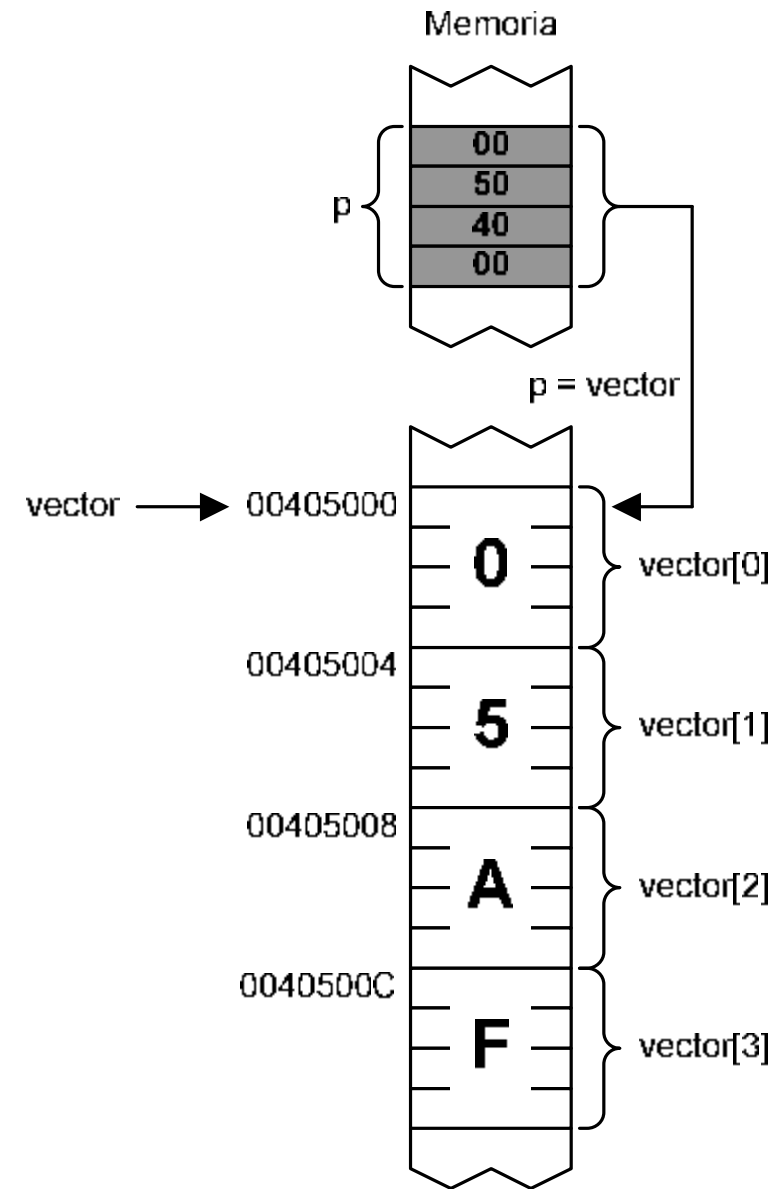 Memoria
00
50
p
40
00
p = vector
vector
00405000
0
vector[0]
00405004
5
vector[1]
00405008
A
vector[2]
0040500C
F
vector[3]